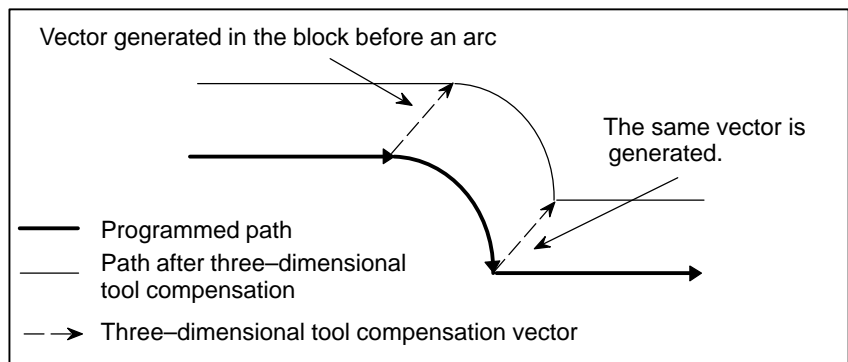 Vector generated in the block before an arc
The same vector is
generated.
Programmed path
Path after three–dimensional
tool compensation
Three–dimensional tool compensation vector